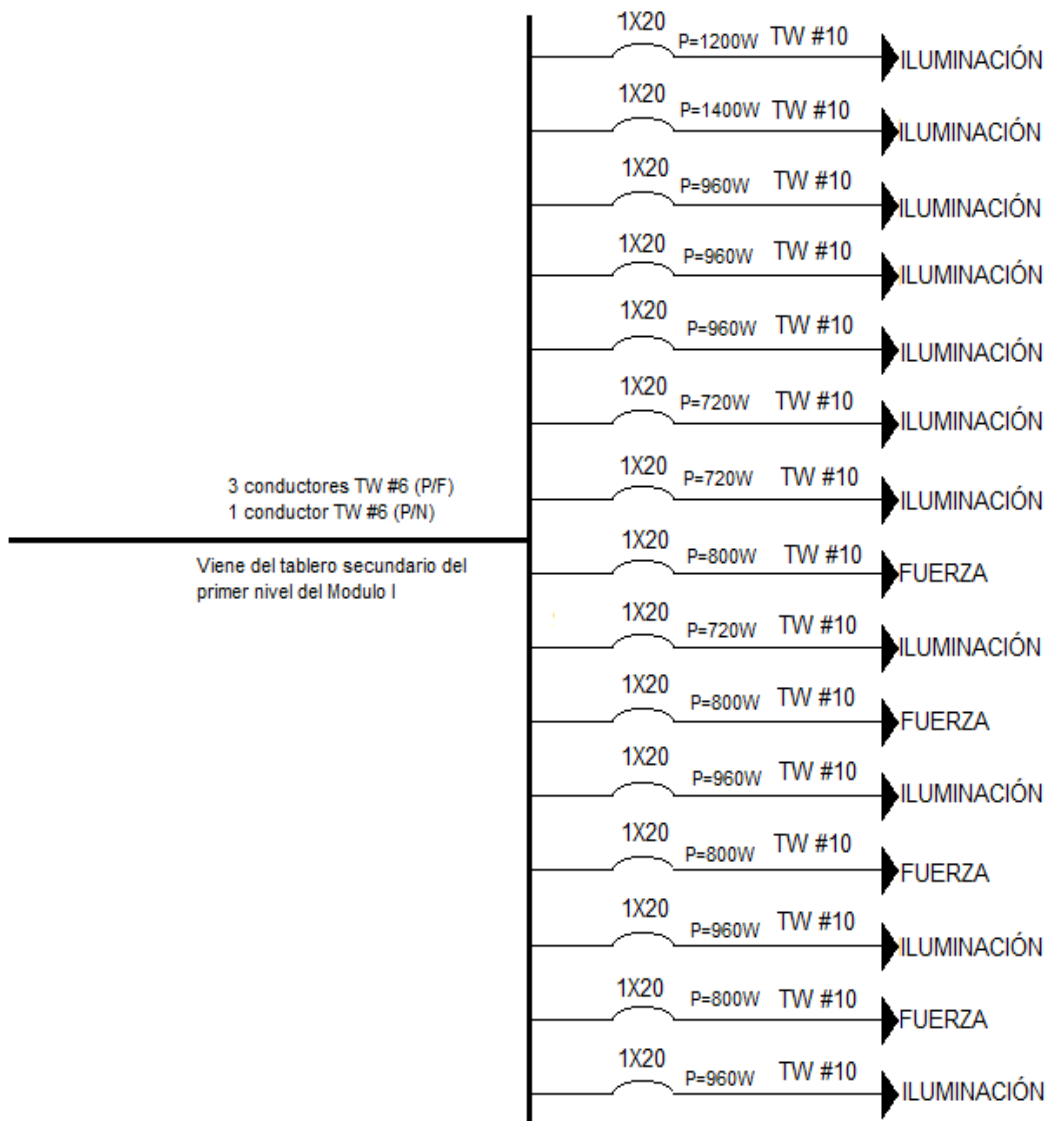 1X20 P=1200W TW #10 ILUMINACIÓN
1X20 P=1400W TW #10 ILUMINACIÓN
1X20 P=960W TW #10 ILUMINACIÓN
1X20 P=960W TW #10 ILUMINACIÓN
1X20 P=960W TW #10 ILUMINACIÓN
1X20 P=720W TW #10 ILUMINACIÓN
1X20 P=720W TW #10 ILUMINACIÓN
3 conductores TW #6 (P/F)
1 conductor TW #6 (P/N)
Viene del tablero secundario del
primer nivel del Modulo I
1X20 P=800W TW #10 FUERZA
1X20 P=720W TW #10 ILUMINACIÓN
1X20 P=800W TW #10 FUERZA
1X20 P=960W TW #10 ILUMINACIÓN
1X20 P=800W TW #10 FUERZA
1X20 P=960W TW #10 ILUMINACIÓN
1X20 P=800W TW #10 FUERZA
1X20 P=960W TW #10 ILUMINACIÓN